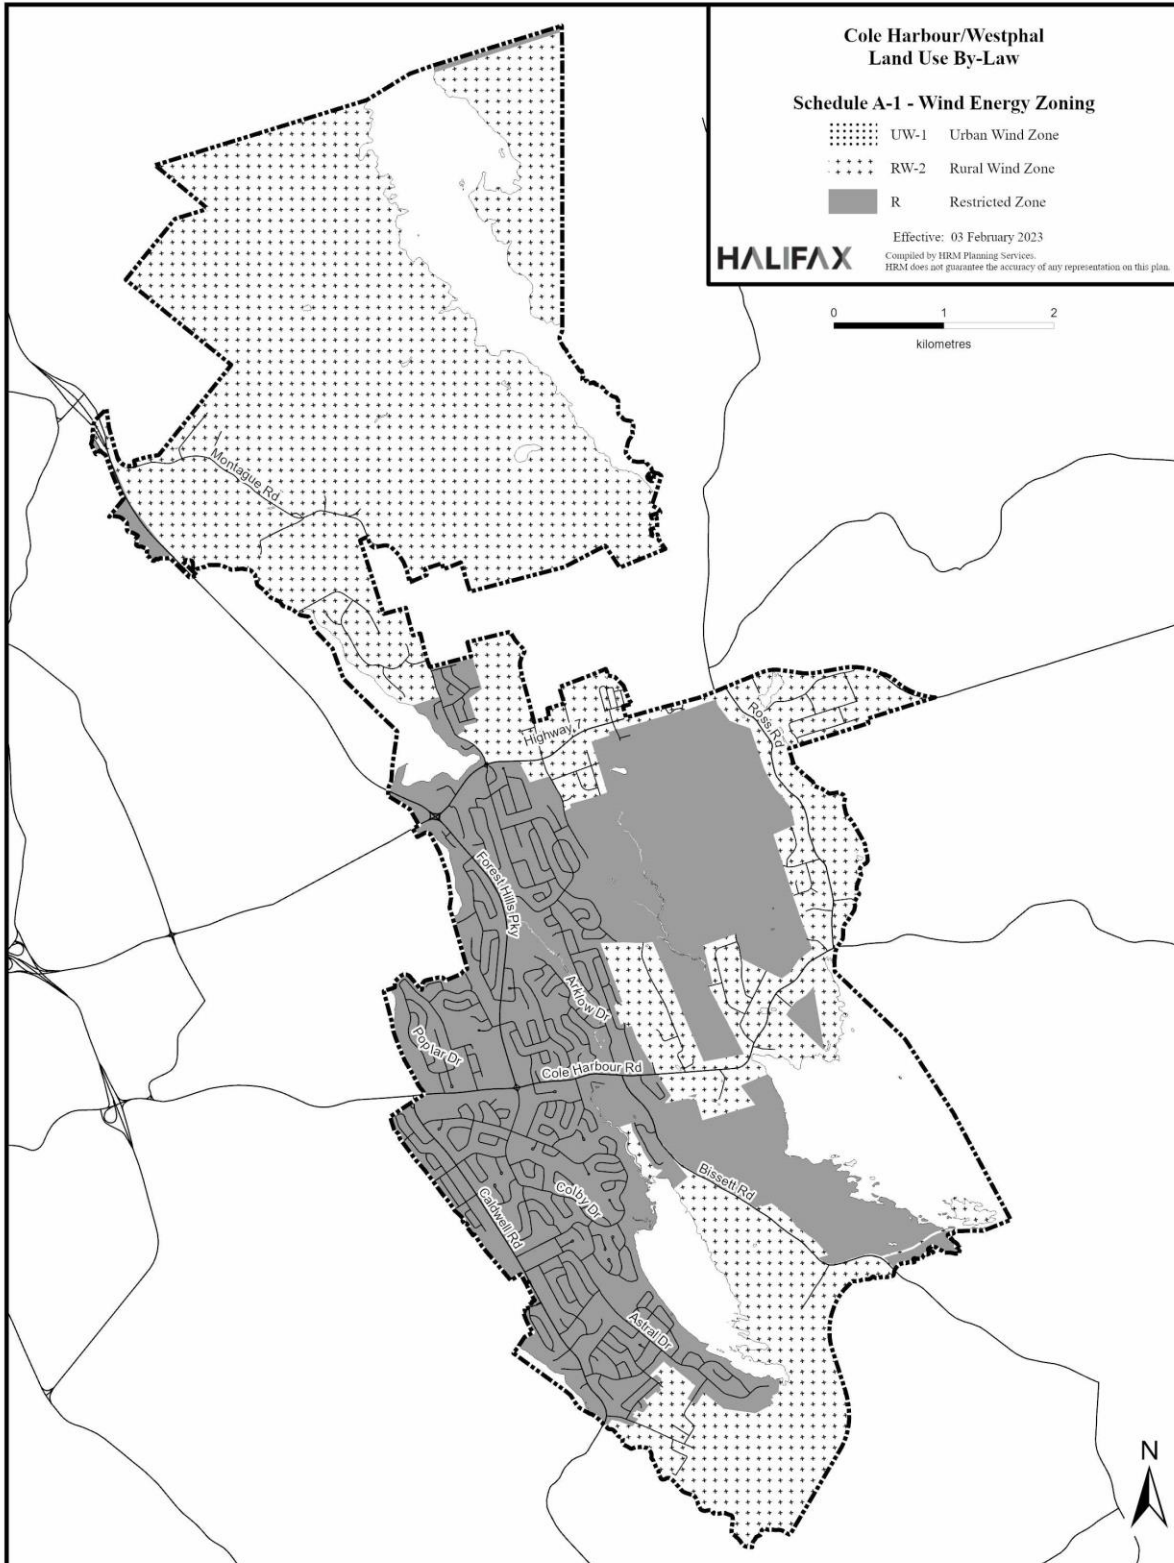 Cole Harbour/Westphal
Land Use By-Law
Schedule A-1 - Wind Energy Zoning
UW-1 Urban Wind Zone
RW-2 Rural Wind Zone
R Restricted Zone
Effective: 03 February 2023
Compiled by HRM Planning Services.
HRM does not guarantee the accuracy of any representation on this plan.
HALIFAX
0 1 2
kilometres
Montague Rd
Ross Rd
Highway 7
Forest Hills Pky
Arklow Dr
Poplar Dr
Cole Harbour Rd
Bissett Rd
Colby Dr
Caldwell Rd
Astral Dr
N